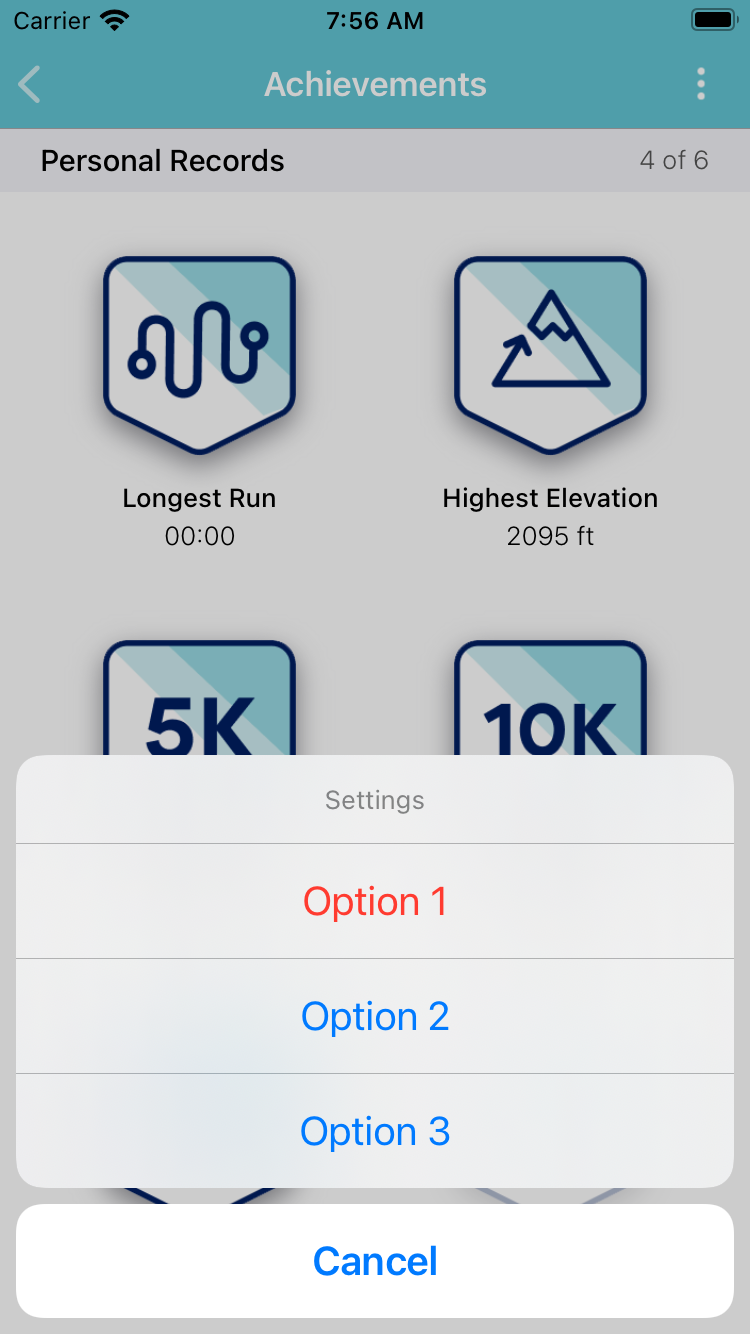 Carrier 7:56 AM
Achievements
Personal Records 4 of 6
Longest Run Highest Elevation
00:00 2095 ft
5K 10K
Settings
Option 1
Option 2
Option 3
Cancel